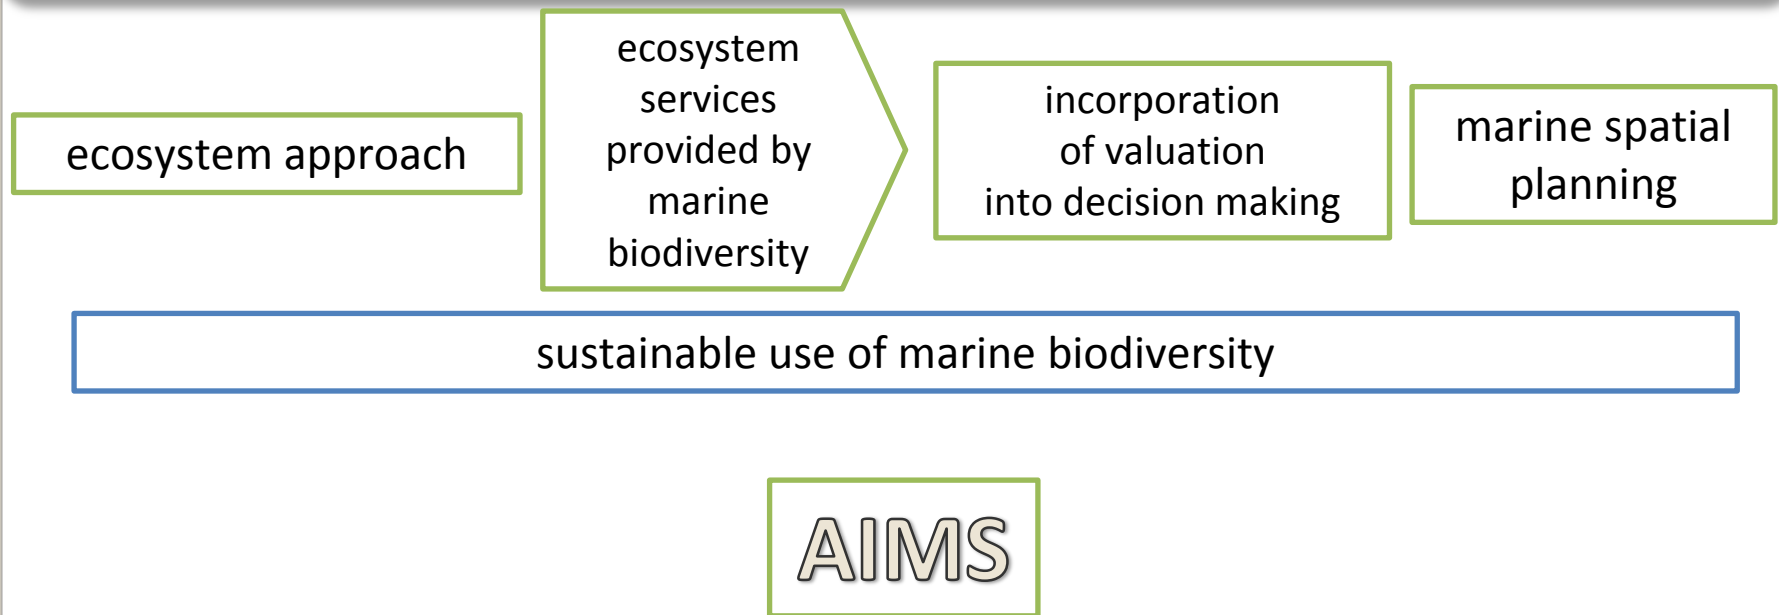 ecosystem approach
ecosystem
services
provided by
marine
biodiversity
incorporation
of valuation
into decision making
marine spatial
planning
sustainable use of marine biodiversity
AIMS